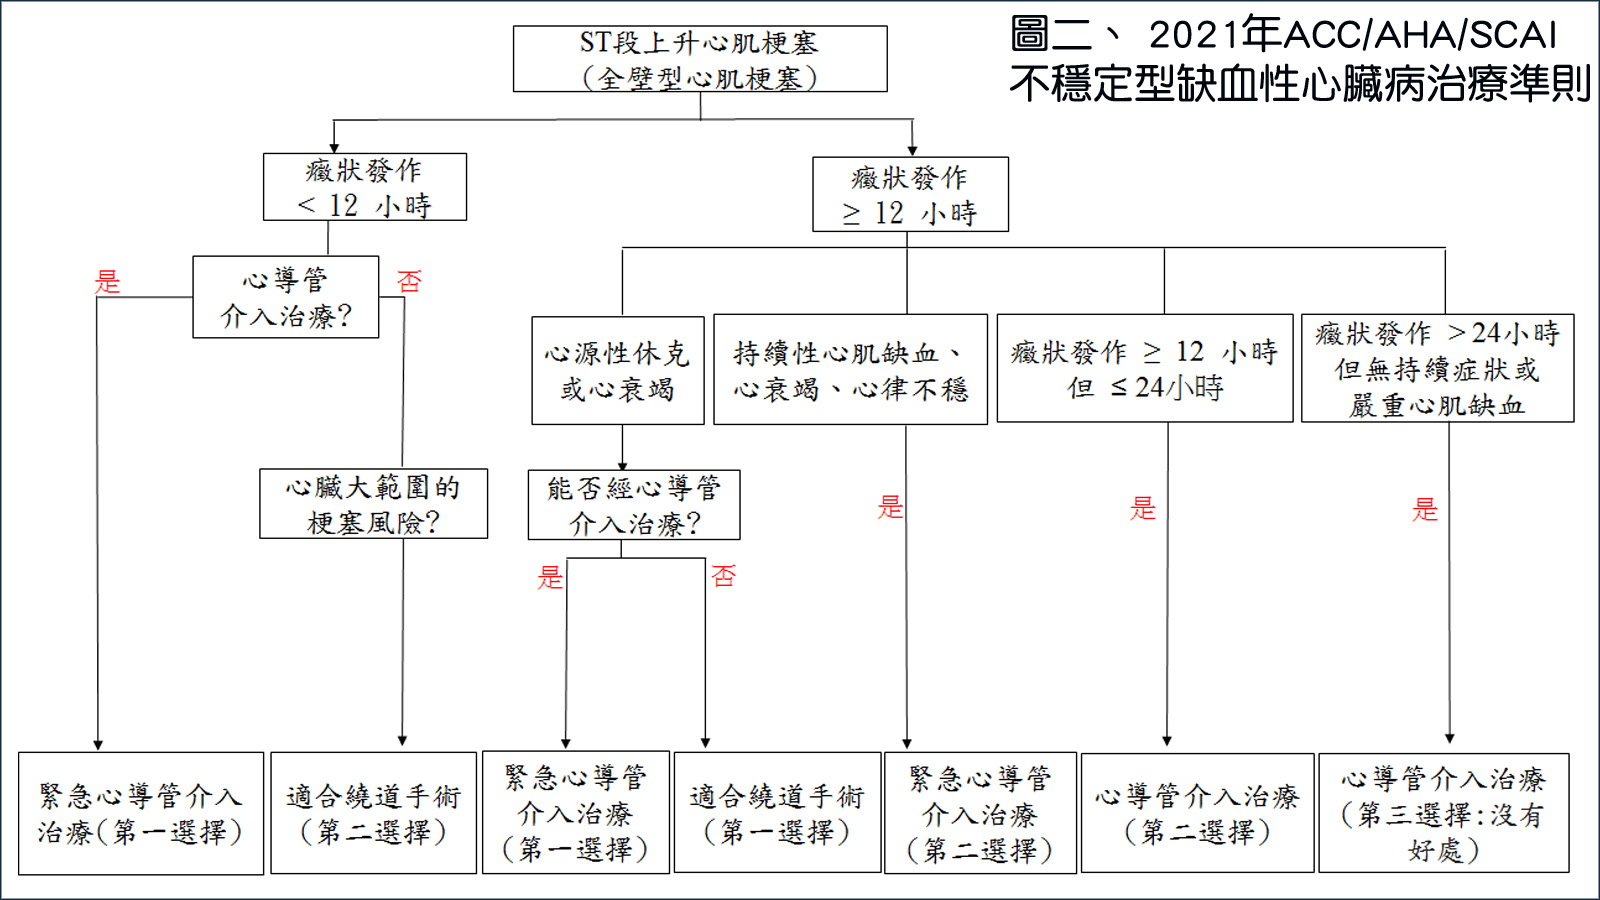 圖二、 2021年ACC/AHA/SCAI
不穩定型缺血性心臟病治療準則
ST段上升心肌梗塞
(全壁型心肌梗塞)
癥狀發作
< 12 小時
癥狀發作
≥ 12 小時
是
心導管
介入治療?
否
心源性休克
或心衰竭
持續性心肌缺血、
心衰竭、心律不穩
癥狀發作 ≥ 12 小時
但 ≤24小時
癥狀發作 >24小時
但無持續症狀或
嚴重心肌缺血
心臟大範圍的
梗塞風險?
能否經心導管
介入治療?
是
是
是
是
否
緊急心導管介入
治療(第一選擇)
適合繞道手術
(第二選擇)
緊急心導管
介入治療
(第一選擇)
適合繞道手術
(第一選擇)
緊急心導管
介入治療
(第二選擇)
心導管介入治療
(第二選擇)
心導管介入治療
(第三選擇:沒有
好處)